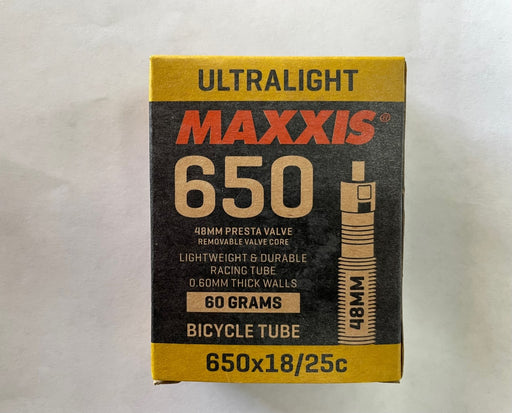 ULTRALIGHT
MAXXIS®
650
48MM PRESTA VALVE
REMOVABLE VALVE CORE
LIGHTWEIGHT & DURABLE
RACING TUBE
0.60MM THICK WALLS
60 GRAMS
48MM
BICYCLE TUBE
650x18/25c